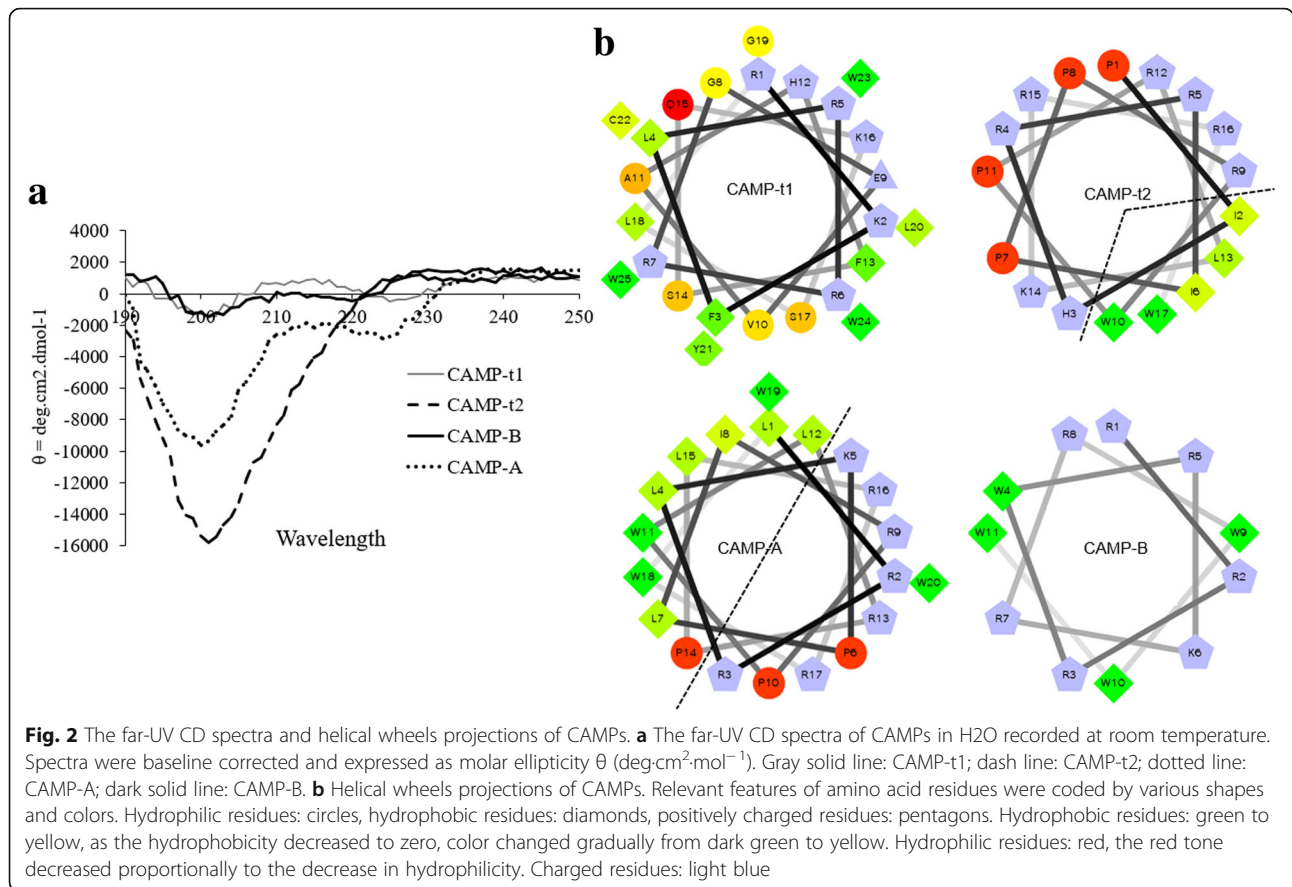 a
4000
2000
0
-2000
-4000
-6000
-8000
-10000
-12000
-14000
-16000
θ = deg.cm2.dmol-1
190 200 210 220 230 240 250
Wavelength
CAMP-t1
CAMP-t2
CAMP-B
CAMP-A
b
G19
R1
G8
H12
W23
Q15
R5
C22
L4
K16
A11
E9
CAMP-t1
L18
K2
L20
R7
F13
W25
S14
R6
W24
F3
V10
S17
Y21
P8
P1
R12
R15
R5
R4
R16
P11
R9
CAMP-t2
I2
P7
L13
K14
I6
H3
W10
W17
W19
L1
I8
L12
L15
K5
L4
R16
W11
R9
CAMP-A
W18
R2
W20
L7
R13
P14
P6
R3
P10
R17
R8
R1
R5
W4
W11
W9
CAMP-B
R2
R7
K6
R3
W10
Fig. 2 The far-UV CD spectra and helical wheels projections of CAMPs. a The far-UV CD spectra of CAMPs in H2O recorded at room temperature.
Spectra were baseline corrected and expressed as molar ellipticity θ (deg·cm²·mol⁻¹). Gray solid line: CAMP-t1; dash line: CAMP-t2; dotted line:
CAMP-A; dark solid line: CAMP-B. b Helical wheels projections of CAMPs. Relevant features of amino acid residues were coded by various shapes
and colors. Hydrophilic residues: circles, hydrophobic residues: diamonds, positively charged residues: pentagons. Hydrophobic residues: green to
yellow, as the hydrophobicity decreased to zero, color changed gradually from dark green to yellow. Hydrophilic residues: red, the red tone
decreased proportionally to the decrease in hydrophilicity. Charged residues: light blue